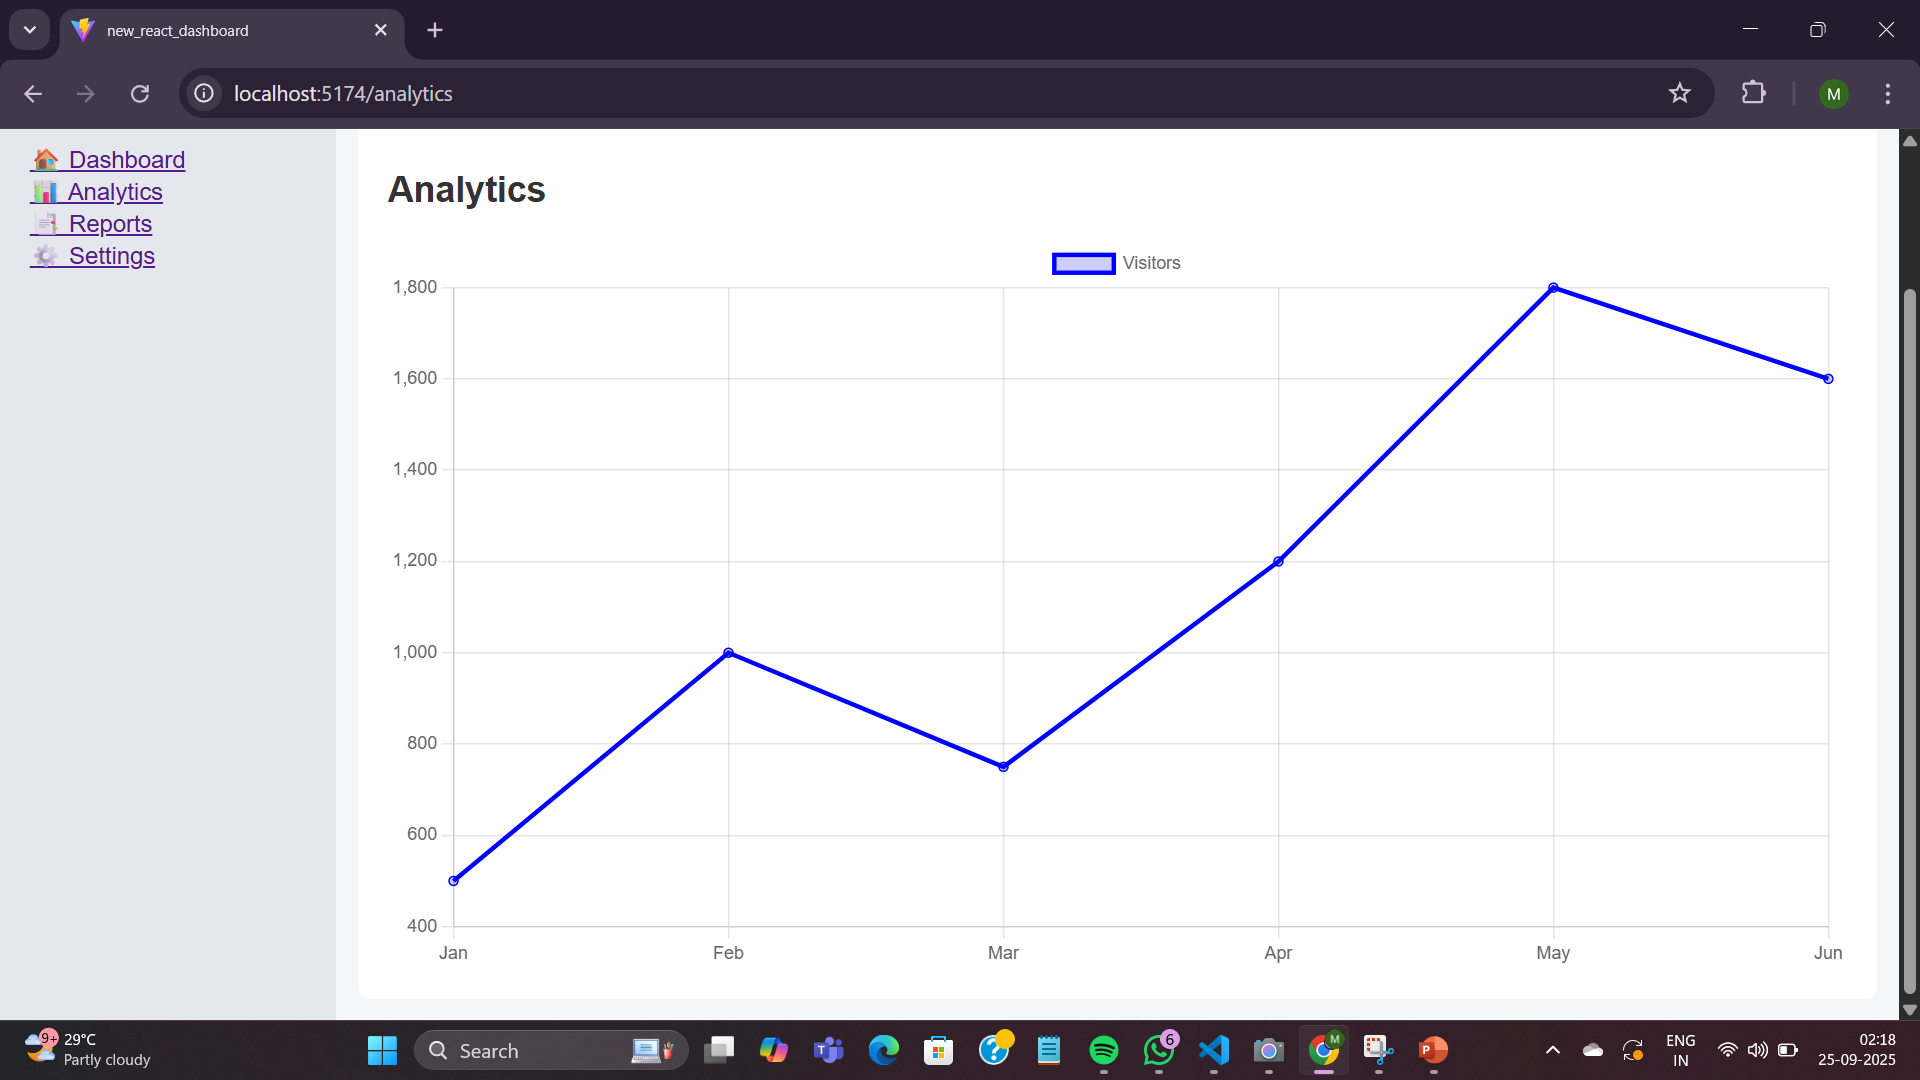 new_react_dashboard
localhost:5174/analytics
M
Dashboard
Analytics
Reports
Settings
Analytics
Visitors
1,800
1,600
1,400
1,200
1,000
800
600
400
Jan Feb Mar Apr May Jun
9+
29°C
Partly cloudy
Search
T
?
6
M
P
ENG
IN
02:18
25-09-2025